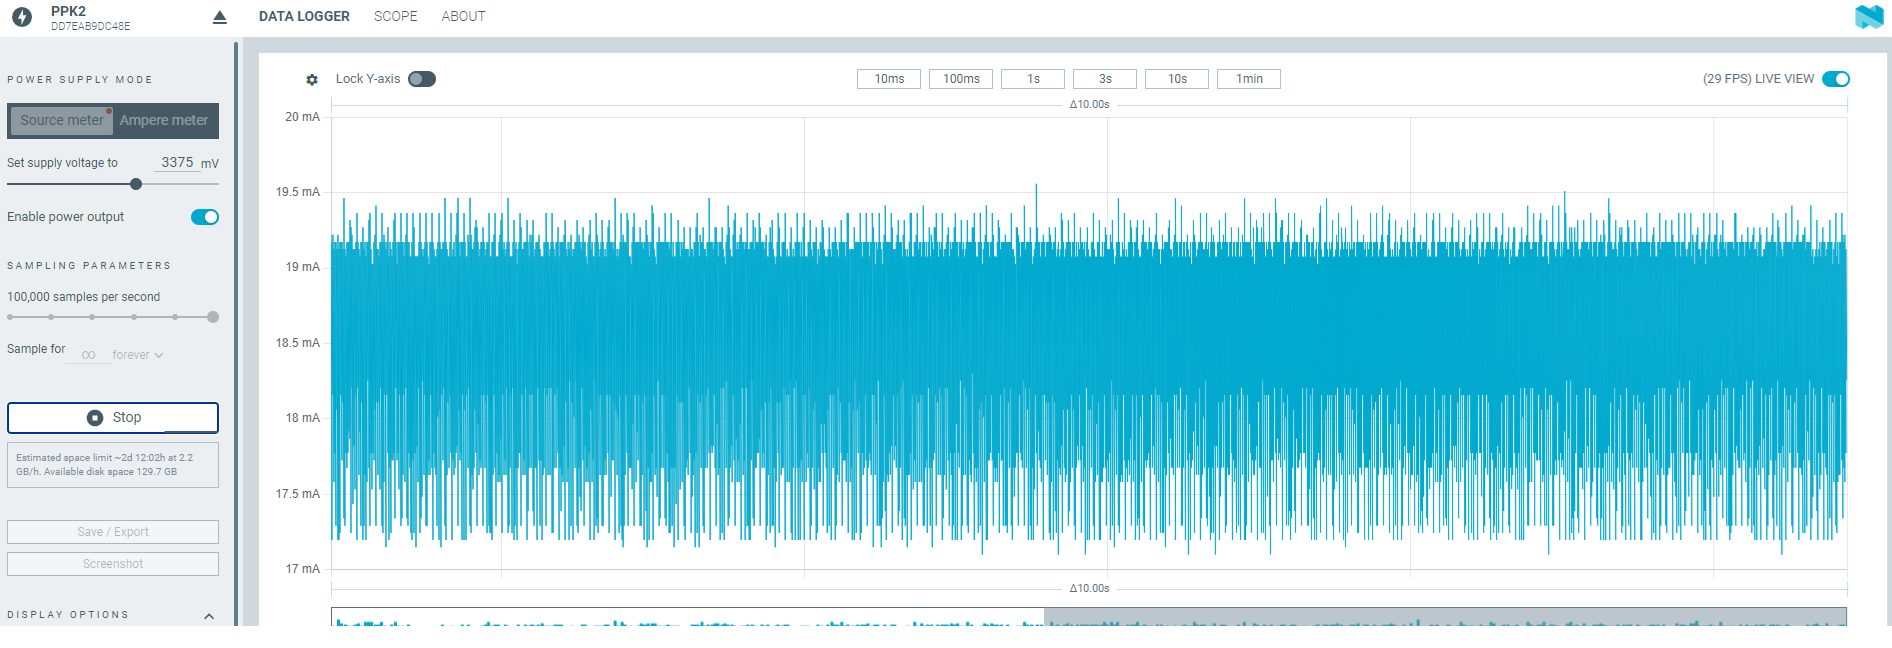 PPK2
DD7EAB9DC48E
DATA LOGGER
SCOPE
ABOUT
POWER SUPPLY MODE
Source meter
Ampere meter
Set supply voltage to
3375 mV
Enable power output
SAMPLING PARAMETERS
100,000 samples per second
Sample for
∞
forever
Stop
Estimated space limit ~2d 12:02h at 2.2
GB/h. Available disk space 129.7 GB
Save / Export
Screenshot
DISPLAY OPTIONS
Lock Y-axis
10ms
100ms
1s
3s
10s
1min
(29 FPS) LIVE VIEW
Δ10.00s
20 mA
19.5 mA
19 mA
18.5 mA
18 mA
17.5 mA
17 mA
Δ10.00s